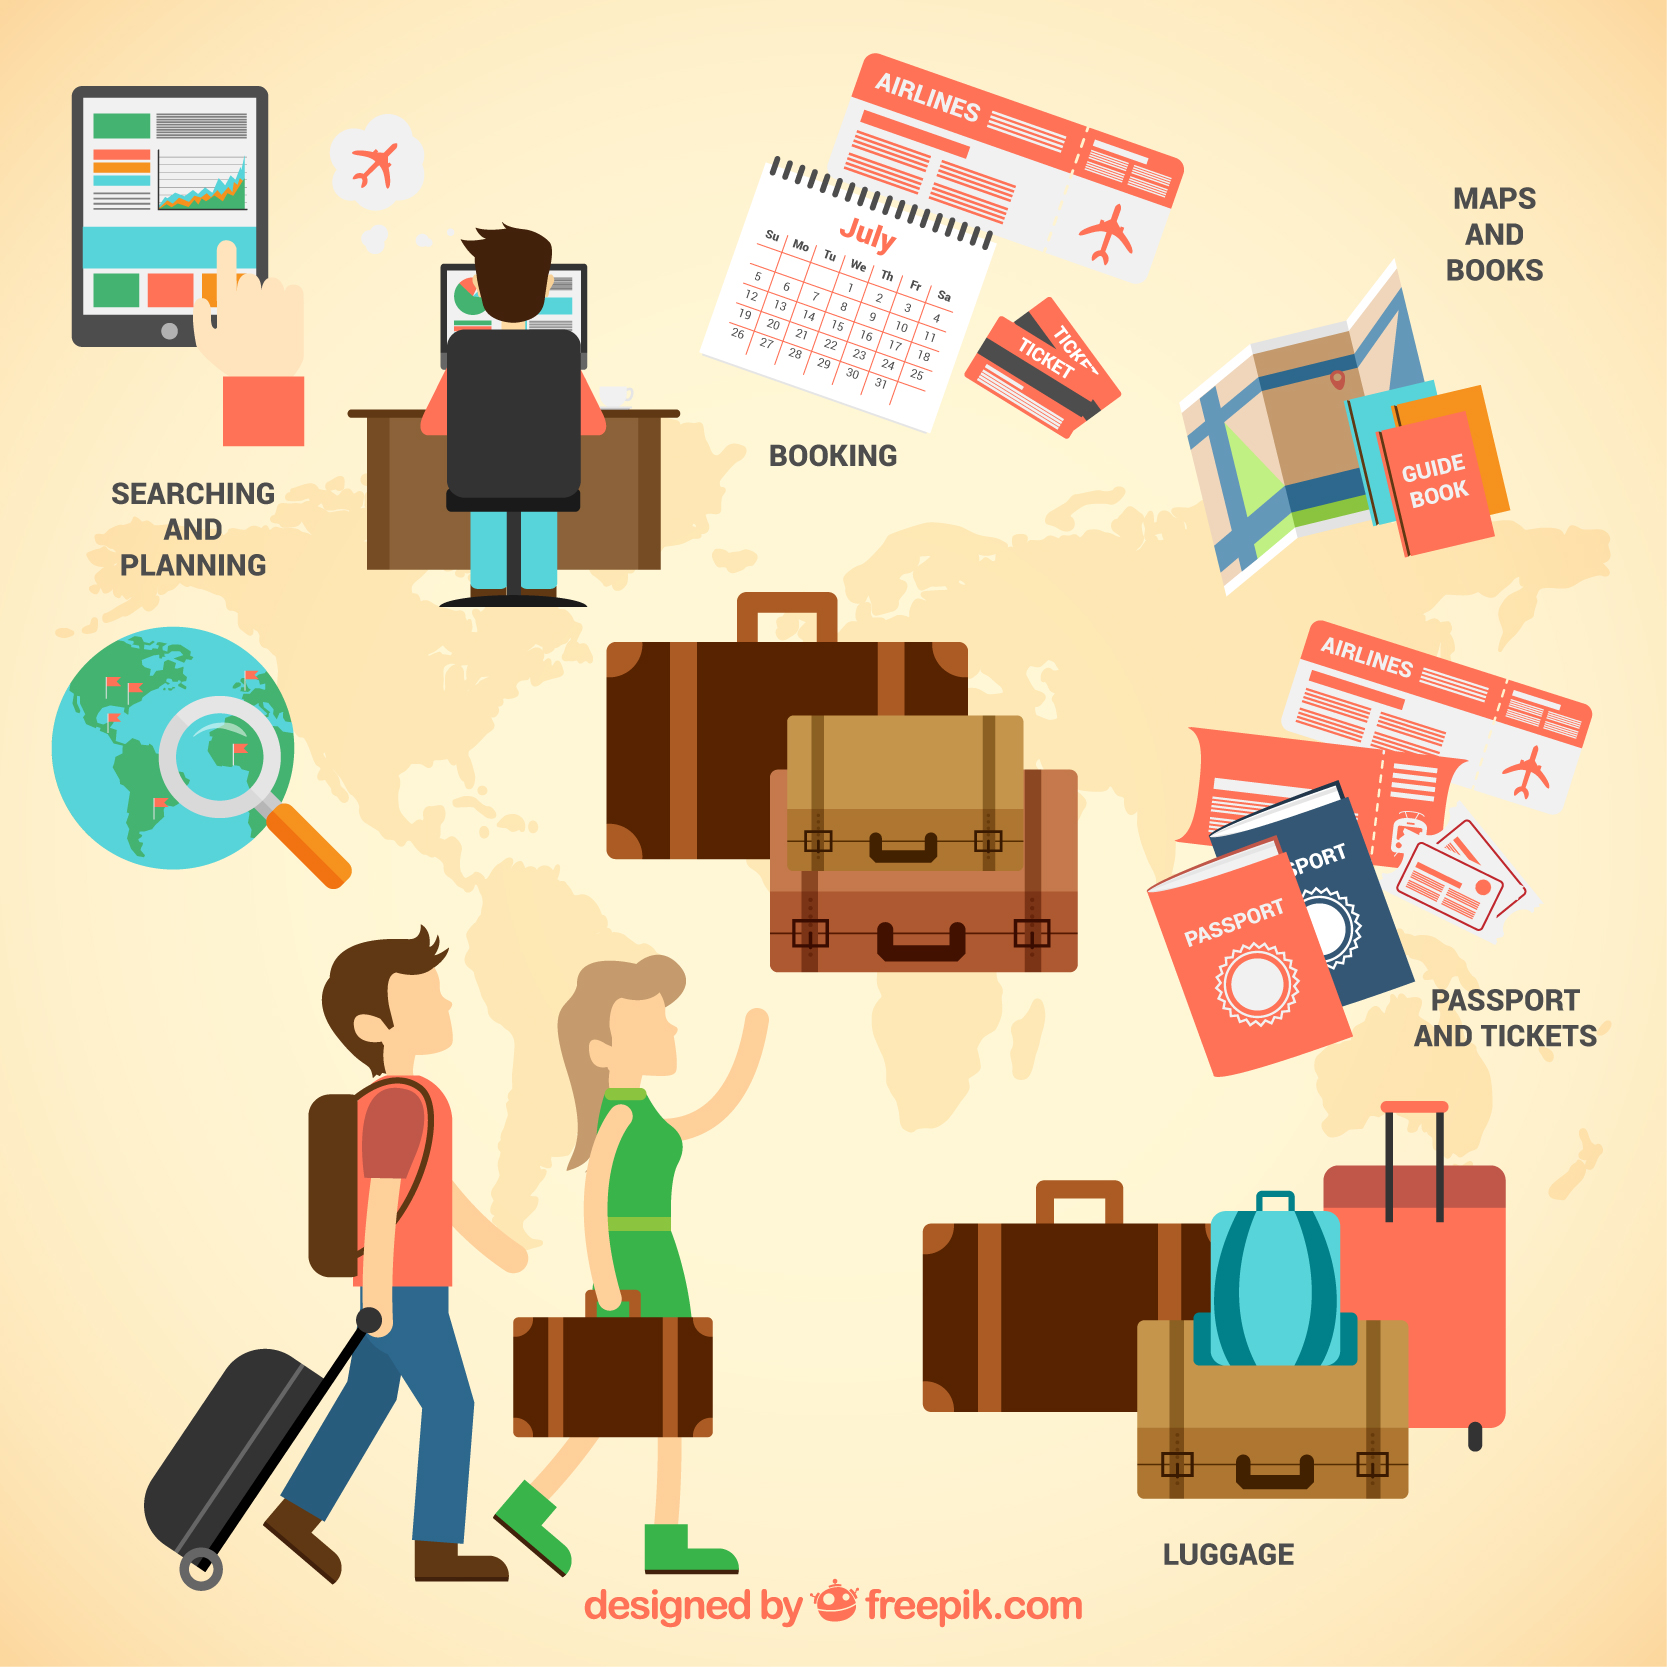 AIRLINES
July
Su Mo Tu We Th Fr Sa
1 2 3 4
5 6 7 8 9 10 11
12 13 14 15 16 17 18
19 20 21 22 23 24 25
26 27 28 29 30 31
TICKET
TICKET
BOOKING
MAPS
AND
BOOKS
GUIDE
BOOK
SEARCHING
AND
PLANNING
AIRLINES
SPORT
PASSPORT
PASSPORT
AND TICKETS
LUGGAGE
designed by freepik.com